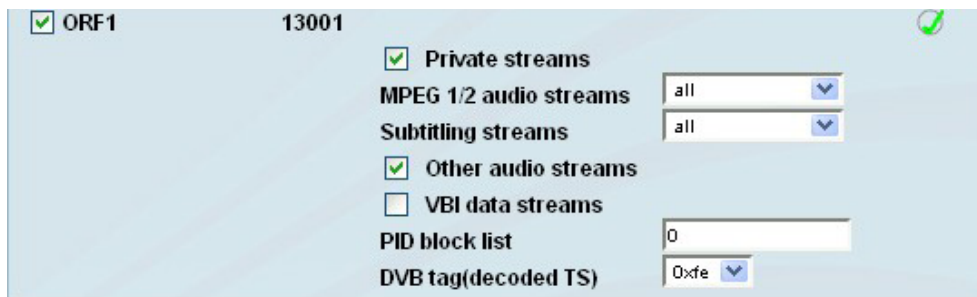 ORF1 13001
Private streams
MPEG 1/2 audio streams all
Subtitling streams all
Other audio streams
VBI data streams
PID block list 0
DVB tag(decoded TS) 0xfe